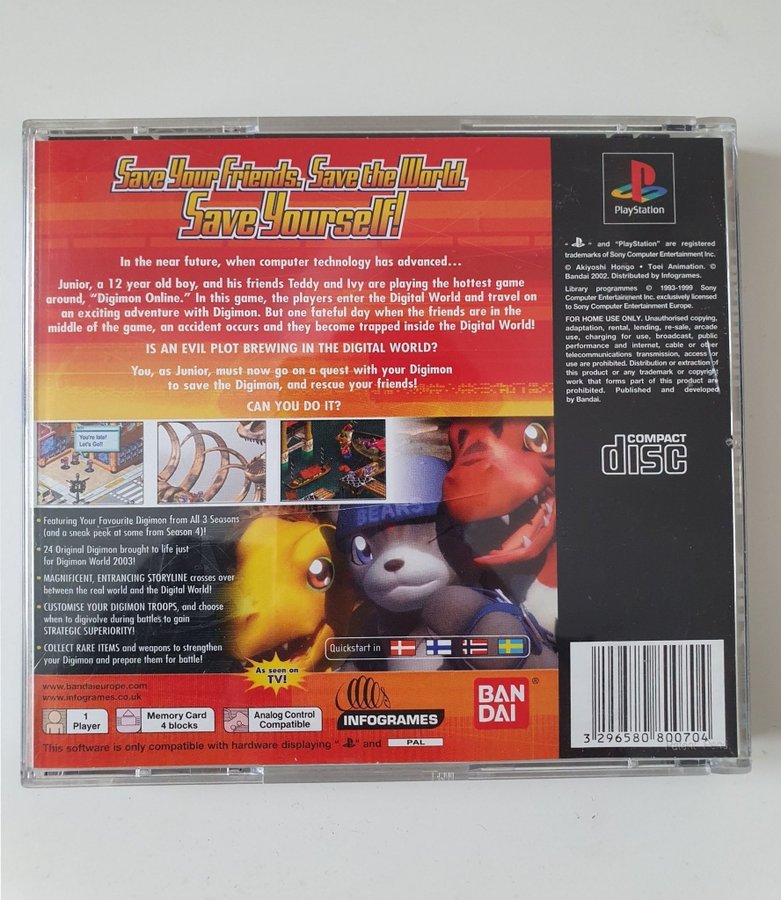 Save Your Friends. Save the World.
Save Yourself!
In the near future, when computer technology has advanced...
Junior, a 12 year old boy, and his friends Teddy and Ivy are playing the hottest game
around, "Digimon Online." In this game, the players enter the Digital World and travel on
an exciting adventure with Digimon. But one fateful day when the friends are in the
middle of the game, an accident occurs and they become trapped inside the Digital World!
IS AN EVIL PLOT BREWING IN THE DIGITAL WORLD?
You, as Junior, must now go on a quest with your Digimon
to save the Digimon, and rescue your friends!
CAN YOU DO IT?
You're late!
Let's Go!!
BEARS
• Featuring Your Favourite Digimon from All 3 Seasons
(and a sneak peek at some from Season 4)!
• 24 Original Digimon brought to life just
for Digimon World 2003!
• MAGNIFICENT, ENTRANCING STORYLINE crosses over
between the real world and the Digital World!
• CUSTOMISE YOUR DIGIMON TROOPS, and choose
when to digivolve during battles to gain
STRATEGIC SUPERIORITY!
• COLLECT RARE ITEMS and weapons to strengthen
your Digimon and prepare them for battle!
Quickstart in
As seen on
TV!
www.bandaieurope.com
www.infogrames.co.uk
1
Player
Memory Card
4 blocks
Analog Control
Compatible
INFOGRAMES
BAN
DAI
®
This software is only compatible with hardware displaying " " and PAL
PlayStation
" " and "PlayStation" are registered
trademarks of Sony Computer Entertainment Inc.
© Akiyoshi Hongo • Toei Animation. ©
Bandai 2002. Distributed by Infogrames.
Library programmes © 1993-1999 Sony
Computer Entertainment Inc. exclusively licensed
to Sony Computer Entertainment Europe.
FOR HOME USE ONLY. Unauthorised copying,
adaptation, rental, lending, re-sale, arcade
use, charging for use, broadcast, public
performance and internet, cable or other
telecommunications transmission, access or
use are prohibited. Distribution or extraction of
this product or any trademark or copyright
work that forms part of this product are
prohibited. Published and developed
by Bandai.
COMPACT
disc
3 296580 800704